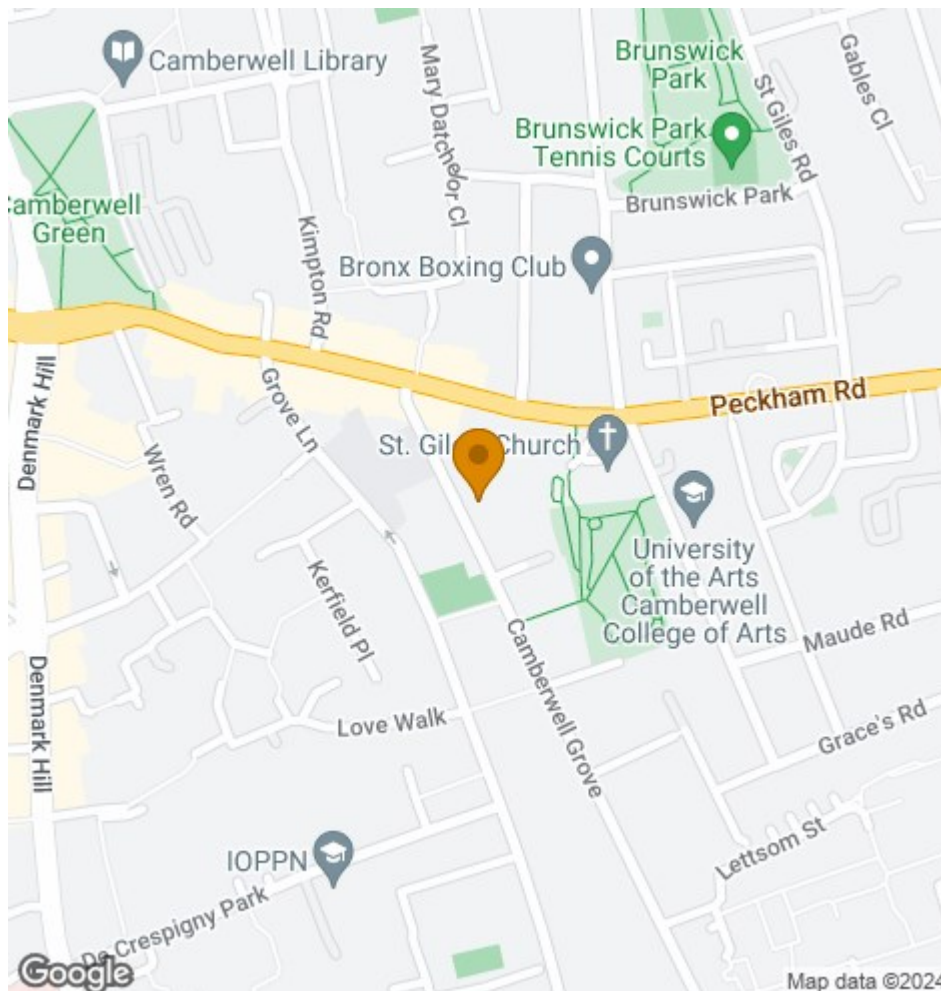 Brunswick
Park
Camberwell Library
Mary Datchelor Cl
St Giles Rd
Gables Cl
Brunswick Park
Tennis Courts
Brunswick Park
Camberwell
Green
Kimpton Rd
Bronx Boxing Club
Denmark Hill
Grove Ln
Peckham Rd
St. Gil
Church
Wren Rd
University
of the Arts
Camberwell
College of Arts
Kerfield Pl
Camberwell Grove
Maude Rd
Denmark Hill
Love Walk
Grace's Rd
Lettsom St
IOPPN
De Crespigny Park
Google
Map data ©2024